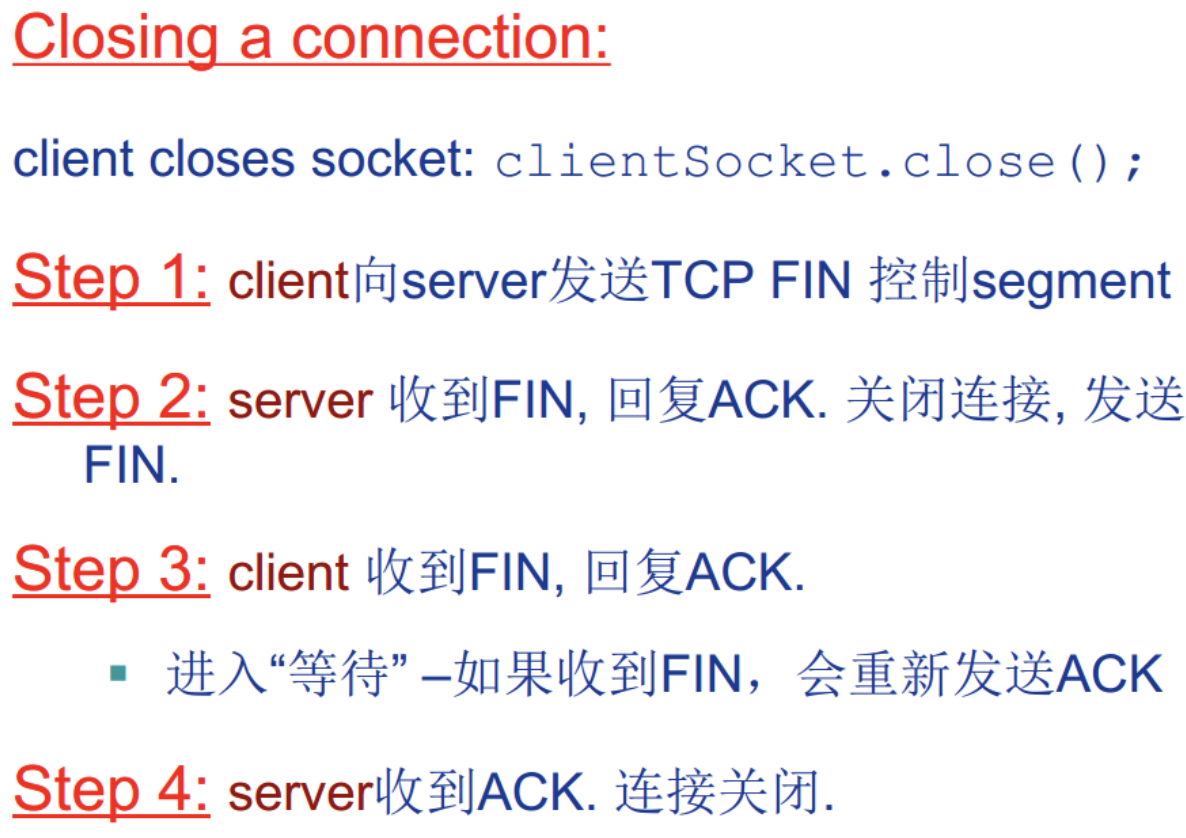 Closing a connection:
client closes socket: clientSocket.close();
Step 1: client向server发送TCP FIN 控制segment
Step 2: server 收到FIN, 回复ACK. 关闭连接, 发送
FIN.
Step 3: client 收到FIN, 回复ACK.
▪ 进入“等待” –如果收到FIN，会重新发送ACK
Step 4: server收到ACK. 连接关闭.